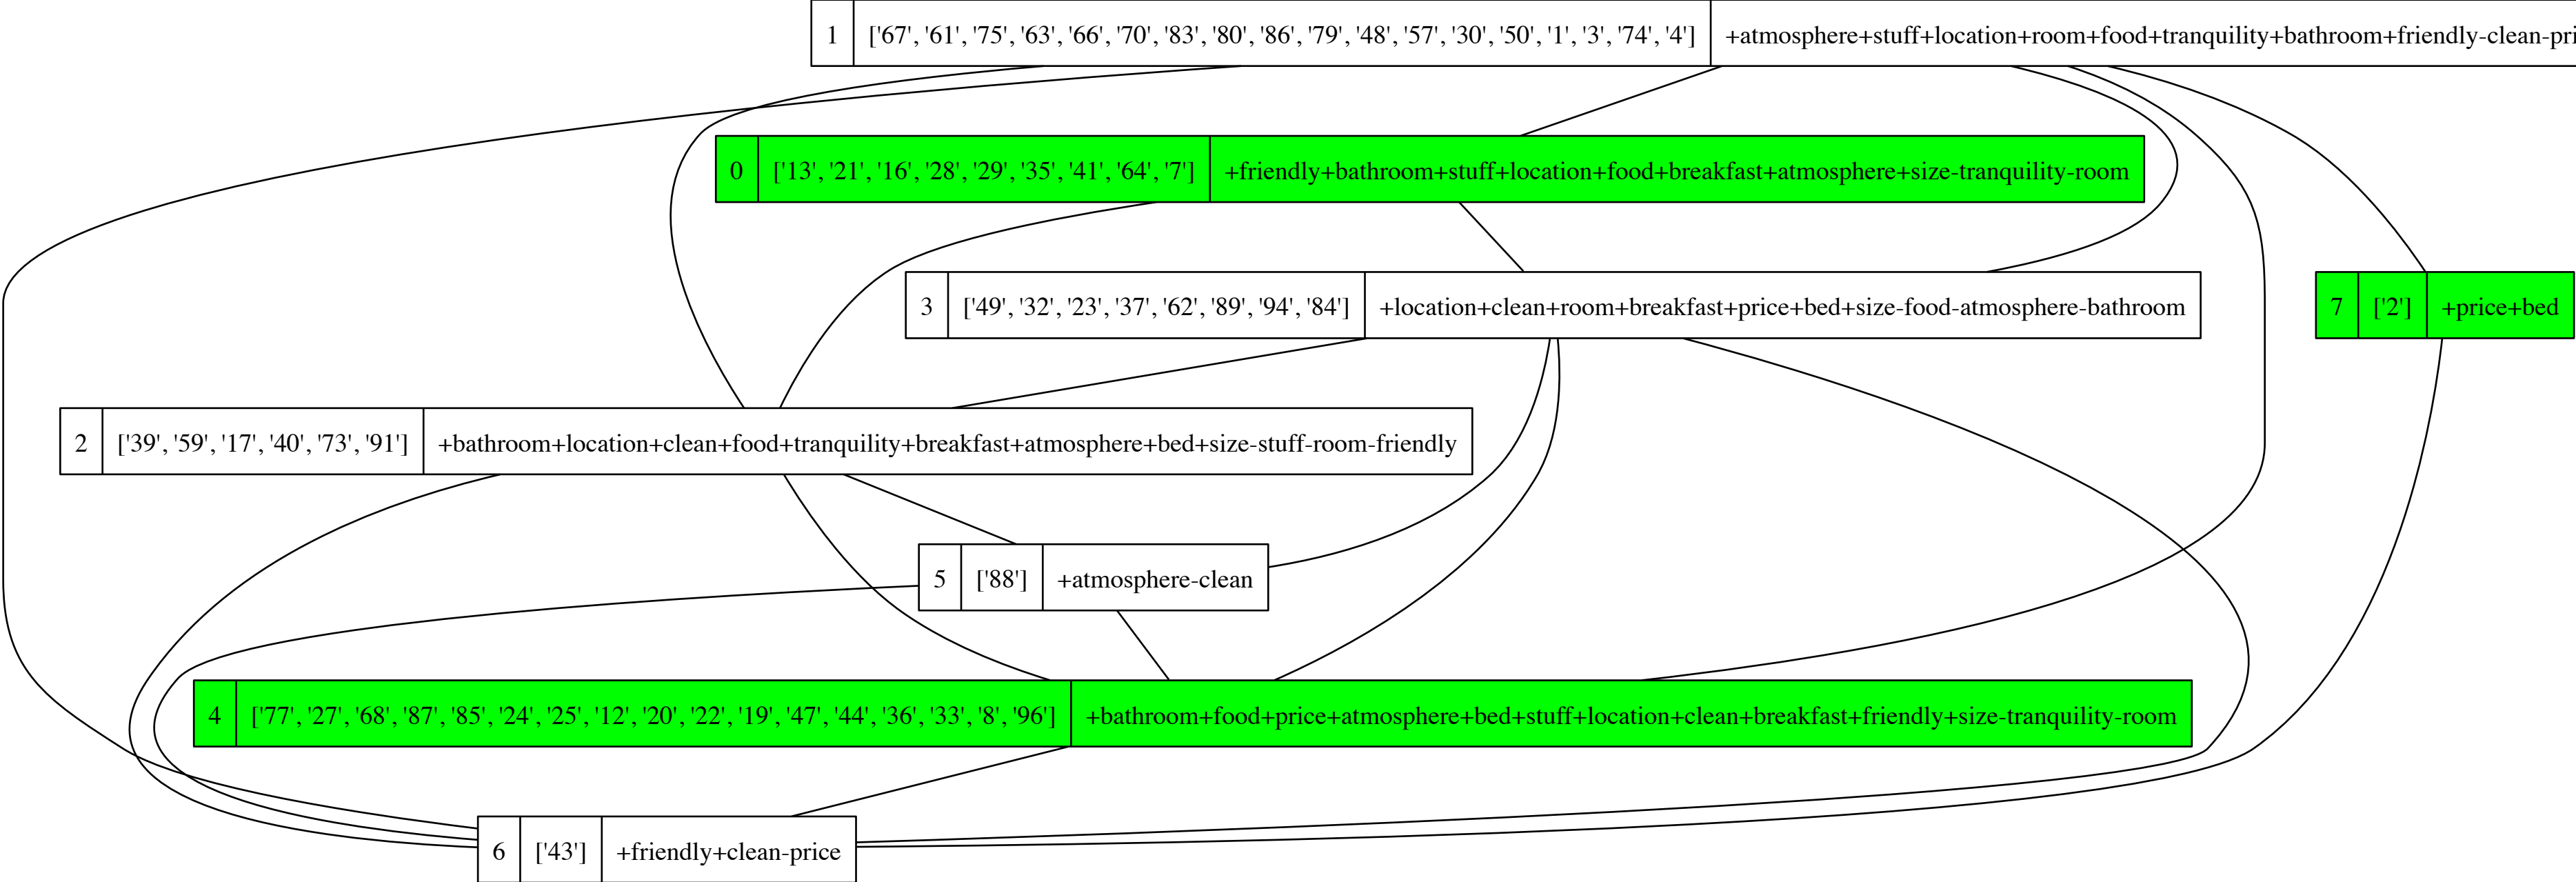 1 ['67', '61', '75', '63', '66', '70', '83', '80', '86', '79', '48', '57', '30', '50', '1', '3', '74', '4'] +atmosphere+stuff+location+room+food+tranquility+bathroom+friendly-clean-pri
0 ['13', '21', '16', '28', '29', '35', '41', '64', '7'] +friendly+bathroom+stuff+location+food+breakfast+atmosphere+size-tranquility-room
3 ['49', '32', '23', '37', '62', '89', '94', '84'] +location+clean+room+breakfast+price+bed+size-food-atmosphere-bathroom
7 ['2'] +price+bed
2 ['39', '59', '17', '40', '73', '91'] +bathroom+location+clean+food+tranquility+breakfast+atmosphere+bed+size-stuff-room-friendly
5 ['88'] +atmosphere-clean
4 ['77', '27', '68', '87', '85', '24', '25', '12', '20', '22', '19', '47', '44', '36', '33', '8', '96'] +bathroom+food+price+atmosphere+bed+stuff+location+clean+breakfast+friendly+size-tranquility-room
6 ['43'] +friendly+clean-price